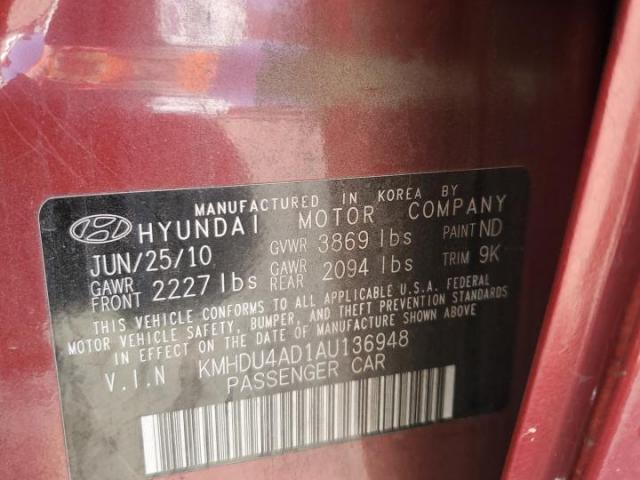 MANUFACTURED IN KOREA BY
HYUNDAI MOTOR COMPANY
JUN/25/10 GVWR 3869 lbs PAINT ND
GAWR FRONT 2227 lbs GAWR REAR 2094 lbs TRIM 9K
THIS VEHICLE CONFORMS TO ALL APPLICABLE U.S.A. FEDERAL
MOTOR VEHICLE SAFETY, BUMPER, AND THEFT PREVENTION STANDARDS
IN EFFECT ON THE DATE OF MANUFACTURE SHOWN ABOVE.
V.I.N KMHDU4AD1AU136948
PASSENGER CAR